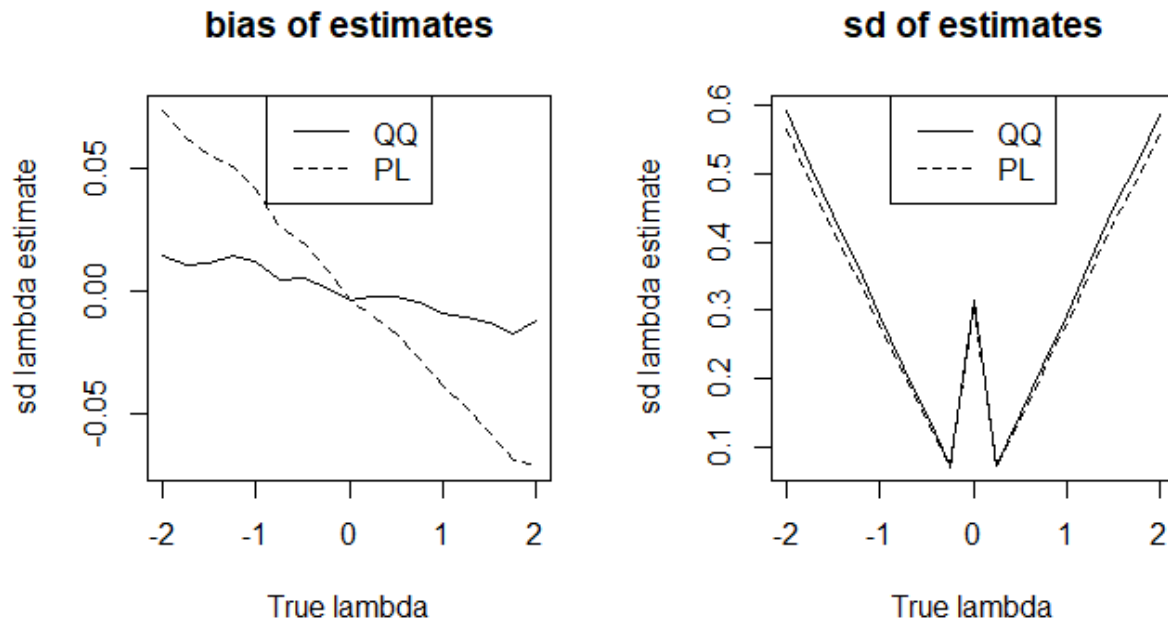 bias of estimates
sd lambda estimate
0.05
0.00
-0.05
QQ
PL
-2
-1
0
1
2
True lambda
sd of estimates
sd lambda estimate
0.6
0.5
0.4
0.3
0.2
0.1
QQ
PL
-2
-1
0
1
2
True lambda